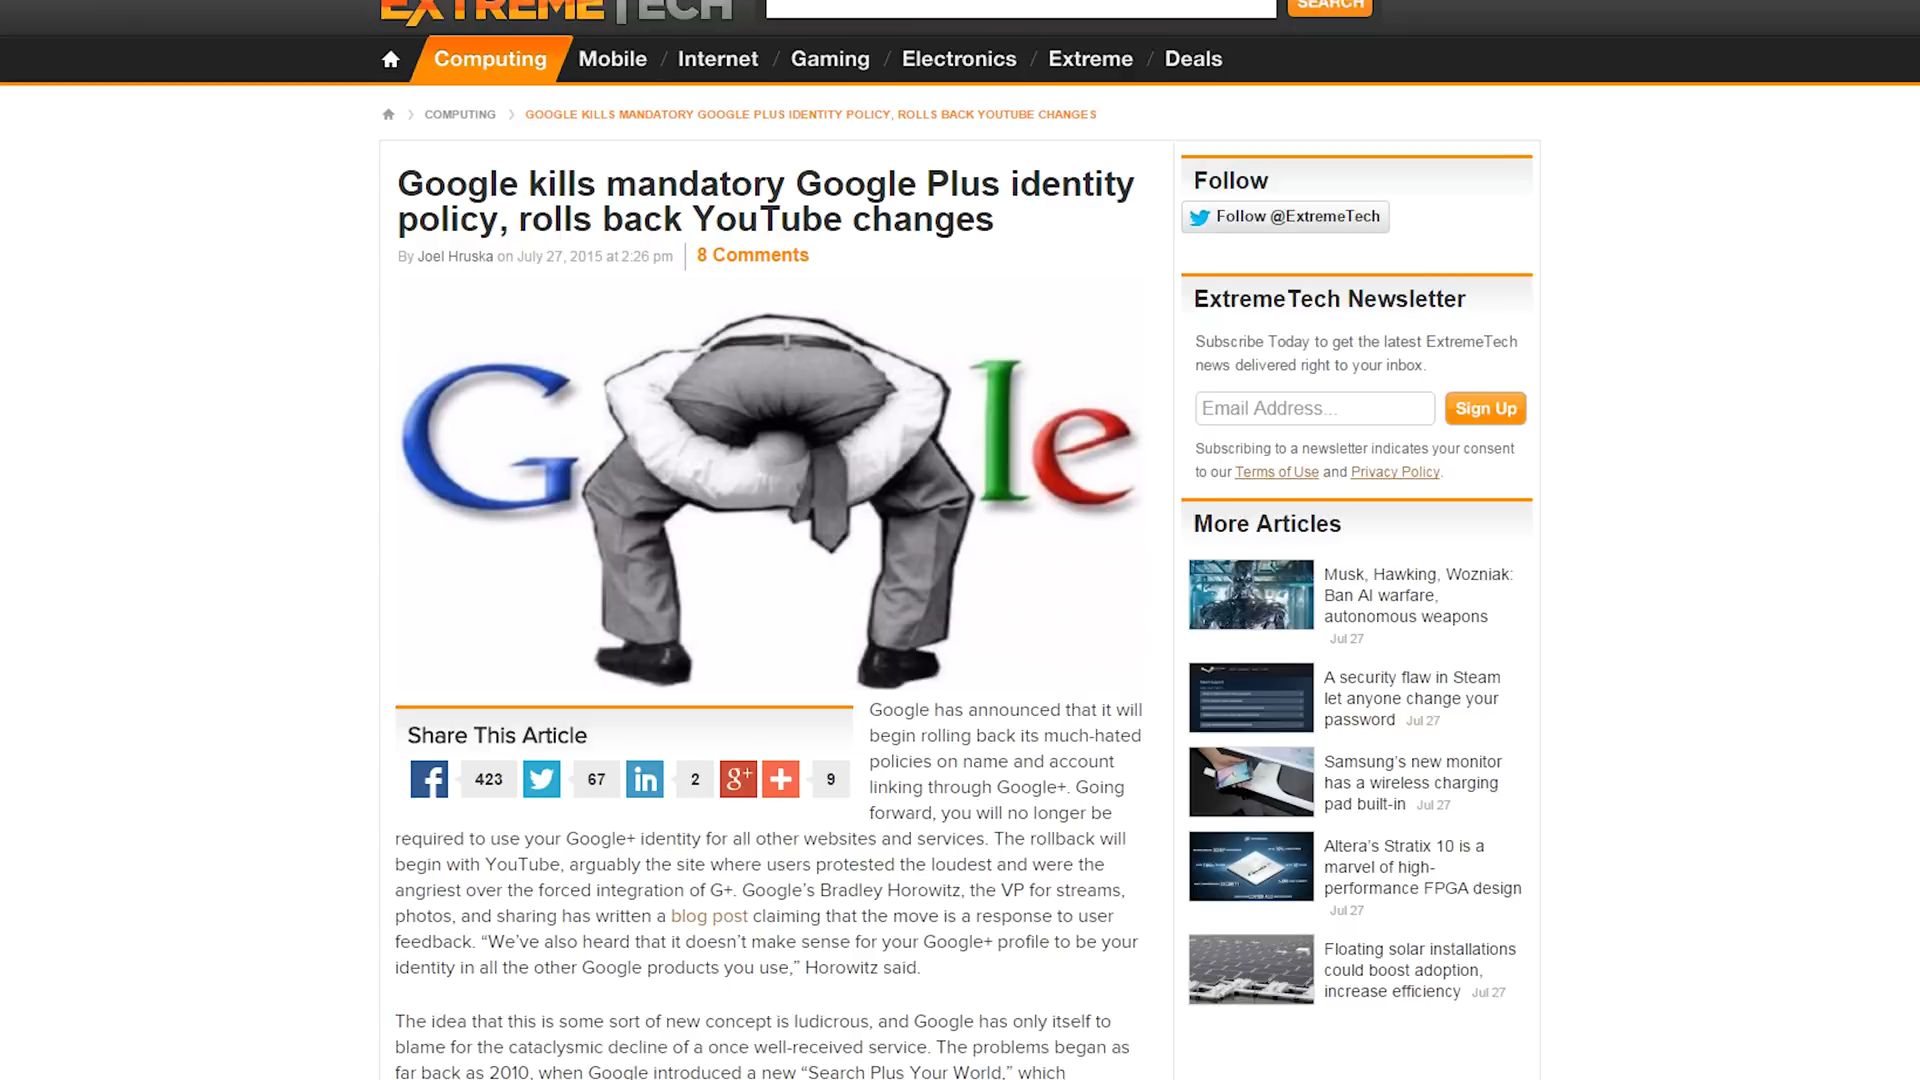 EXTREMETECH
SEARCH
Computing Mobile / Internet / Gaming / Electronics / Extreme / Deals
COMPUTING GOOGLE KILLS MANDATORY GOOGLE PLUS IDENTITY POLICY, ROLLS BACK YOUTUBE CHANGES
Google kills mandatory Google Plus identity
policy, rolls back YouTube changes
By Joel Hruska on July 27, 2015 at 2:26 pm 8 Comments
G le
Share This Article
f 423 67 in 2 g+ + 9
Google has announced that it will
begin rolling back its much-hated
policies on name and account
linking through Google+. Going
forward, you will no longer be
required to use your Google+ identity for all other websites and services. The rollback will
begin with YouTube, arguably the site where users protested the loudest and were the
angriest over the forced integration of G+. Google’s Bradley Horowitz, the VP for streams,
photos, and sharing has written a blog post claiming that the move is a response to user
feedback. “We’ve also heard that it doesn’t make sense for your Google+ profile to be your
identity in all the other Google products you use,” Horowitz said.
The idea that this is some sort of new concept is ludicrous, and Google has only itself to
blame for the cataclysmic decline of a once well-received service. The problems began as
far back as 2010, when Google introduced a new “Search Plus Your World,” which
Follow
Follow @ExtremeTech
ExtremeTech Newsletter
Subscribe Today to get the latest ExtremeTech
news delivered right to your inbox.
Email Address... Sign Up
Subscribing to a newsletter indicates your consent
to our Terms of Use and Privacy Policy.
More Articles
Musk, Hawking, Wozniak:
Ban AI warfare,
autonomous weapons
Jul 27
A security flaw in Steam
let anyone change your
password Jul 27
Samsung’s new monitor
has a wireless charging
pad built-in Jul 27
Altera’s Stratix 10 is a
marvel of high-
performance FPGA design
Jul 27
Floating solar installations
could boost adoption,
increase efficiency Jul 27